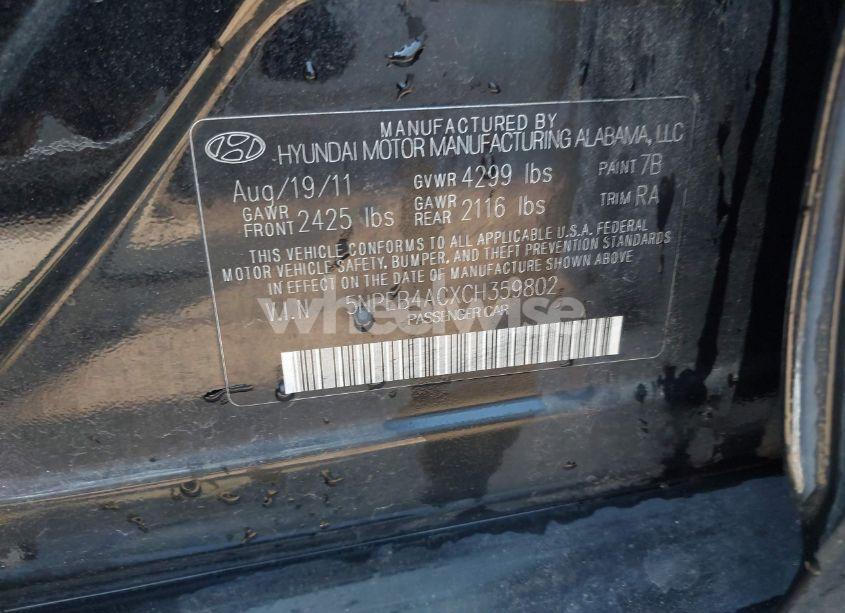 MANUFACTURED BY
HYUNDAI MOTOR MANUFACTURING ALABAMA, LLC
Aug/19/11 GVWR 4299 lbs PAINT 7B
GAWR FRONT 2425 lbs GAWR REAR 2116 lbs TRIM RA
THIS VEHICLE CONFORMS TO ALL APPLICABLE U.S.A. FEDERAL
MOTOR VEHICLE SAFETY, BUMPER, AND THEFT PREVENTION STANDARDS
IN EFFECT ON THE DATE OF MANUFACTURE SHOWN ABOVE
V.I.N 5NPEB4ACXCH359802
PASSENGER CAR
wheelwise